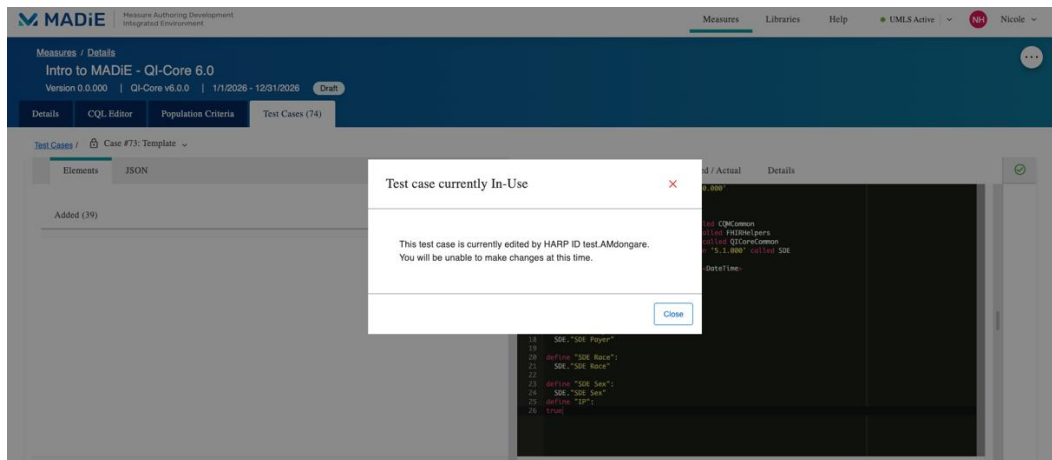 MADiE
Measure Authoring Development
Integrated Environment
Measures Libraries Help UMLS Active NH Nicole
Measures / Details
Intro to MADiE - QI-Core 6.0
Version 0.0.000 | QI-Core v6.0.0 | 1/1/2026 - 12/31/2026 Draft
Details CQL Editor Population Criteria Test Cases (74)
Test Cases / Case #73: Template
Elements JSON
ed / Actual Details
Added (39)
Test case currently In-Use
This test case is currently edited by HARP ID test.AMdongare.
You will be unable to make changes at this time.
Close
0.000'
led CQMCommon
alled FHIRHelpers
called QICoreCommon
n '5.1.000' called SDE
<DateTime>
18 SDE."SDE Payer"
19
20 define "SDE Race":
21 SDE."SDE Race"
22
23 define "SDE Sex":
24 SDE."SDE Sex"
25 define "IP":
26 true